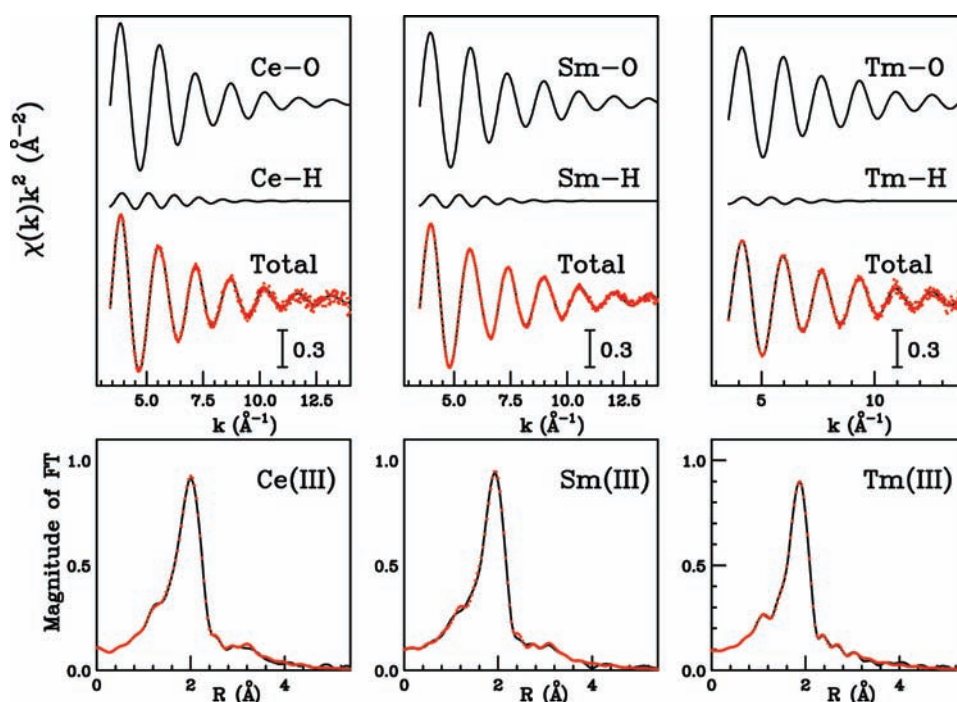 χ(k)k² (Å⁻²)
Ce–O
Ce–H
Total
0.3
5.0 7.5 10.0 12.5
k (Å⁻¹)
Sm–O
Sm–H
Total
0.3
5.0 7.5 10.0 12.5
k (Å⁻¹)
Tm–O
Tm–H
Total
0.3
5 10
k (Å⁻¹)
Magnitude of FT
1.0
0.5
0.0
Ce(III)
0 2 4
R (Å)
1.0
0.5
0.0
Sm(III)
0 2 4
R (Å)
1.0
0.5
0.0
Tm(III)
0 2 4
R (Å)